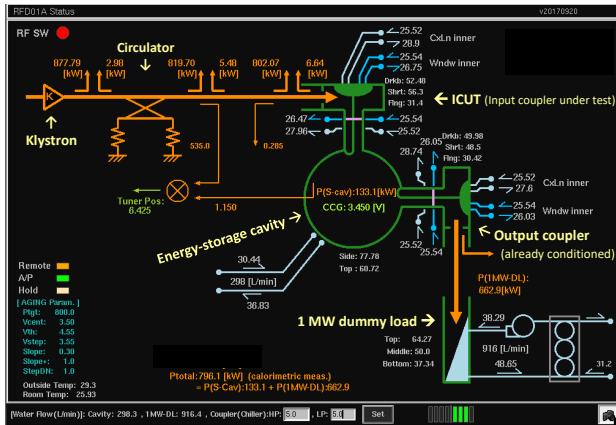 RFD01A Status
v20170920
RF SW
Circulator
877.79
[kW]
2.98
[kW]
819.70
[kW]
5.48
[kW]
802.07
[kW]
6.64
[kW]
25.52
28.9
CxLn inner
25.54
26.75
Wndw inner
Drkb: 52.48
Shrt: 56.3
Flng: 31.4
ICUT (Input coupler under test)
K
Klystron
26.47
27.96
25.54
25.52
535.0
0.285
26.05
28.74
Drkb: 49.98
Shrt: 48.5
Flng: 30.42
25.52
27.6
CxLn inner
25.54
26.03
Wndw inner
Tuner Pos:
6.425
1.150
P(S-cav):133.1[kW]
CCG: 3.450 [V]
25.52
25.54
Energy-storage cavity
Output coupler
(already conditioned)
Side: 77.78
Top : 60.72
30.44
298 [L/min]
36.83
P(1MW-DL):
662.9[kW]
Remote
A/P
Hold
[ AGING Param. ]
Ptgt: 800.0
Vcent: 3.50
Vth: 4.55
Vstep: 3.55
Slope: 0.30
Slope+: 1.0
StepDN: 1.0
Outside Temp: 29.3
Room Temp: 25.93
1 MW dummy load
Top: 64.27
Middle: 50.0
Bottom: 37.34
38.29
916 [L/min]
48.65
31.2
Ptotal:796.1 [kW] (calorimetric meas.)
= P(S-Cav):133.1 + P(1MW-DL):662.9
[Water Flow(L/min)]: Cavity: 298.3 , 1MW-DL: 916.4 , Coupler(Chiller):HP: 5.0 , LP: 5.0 Set